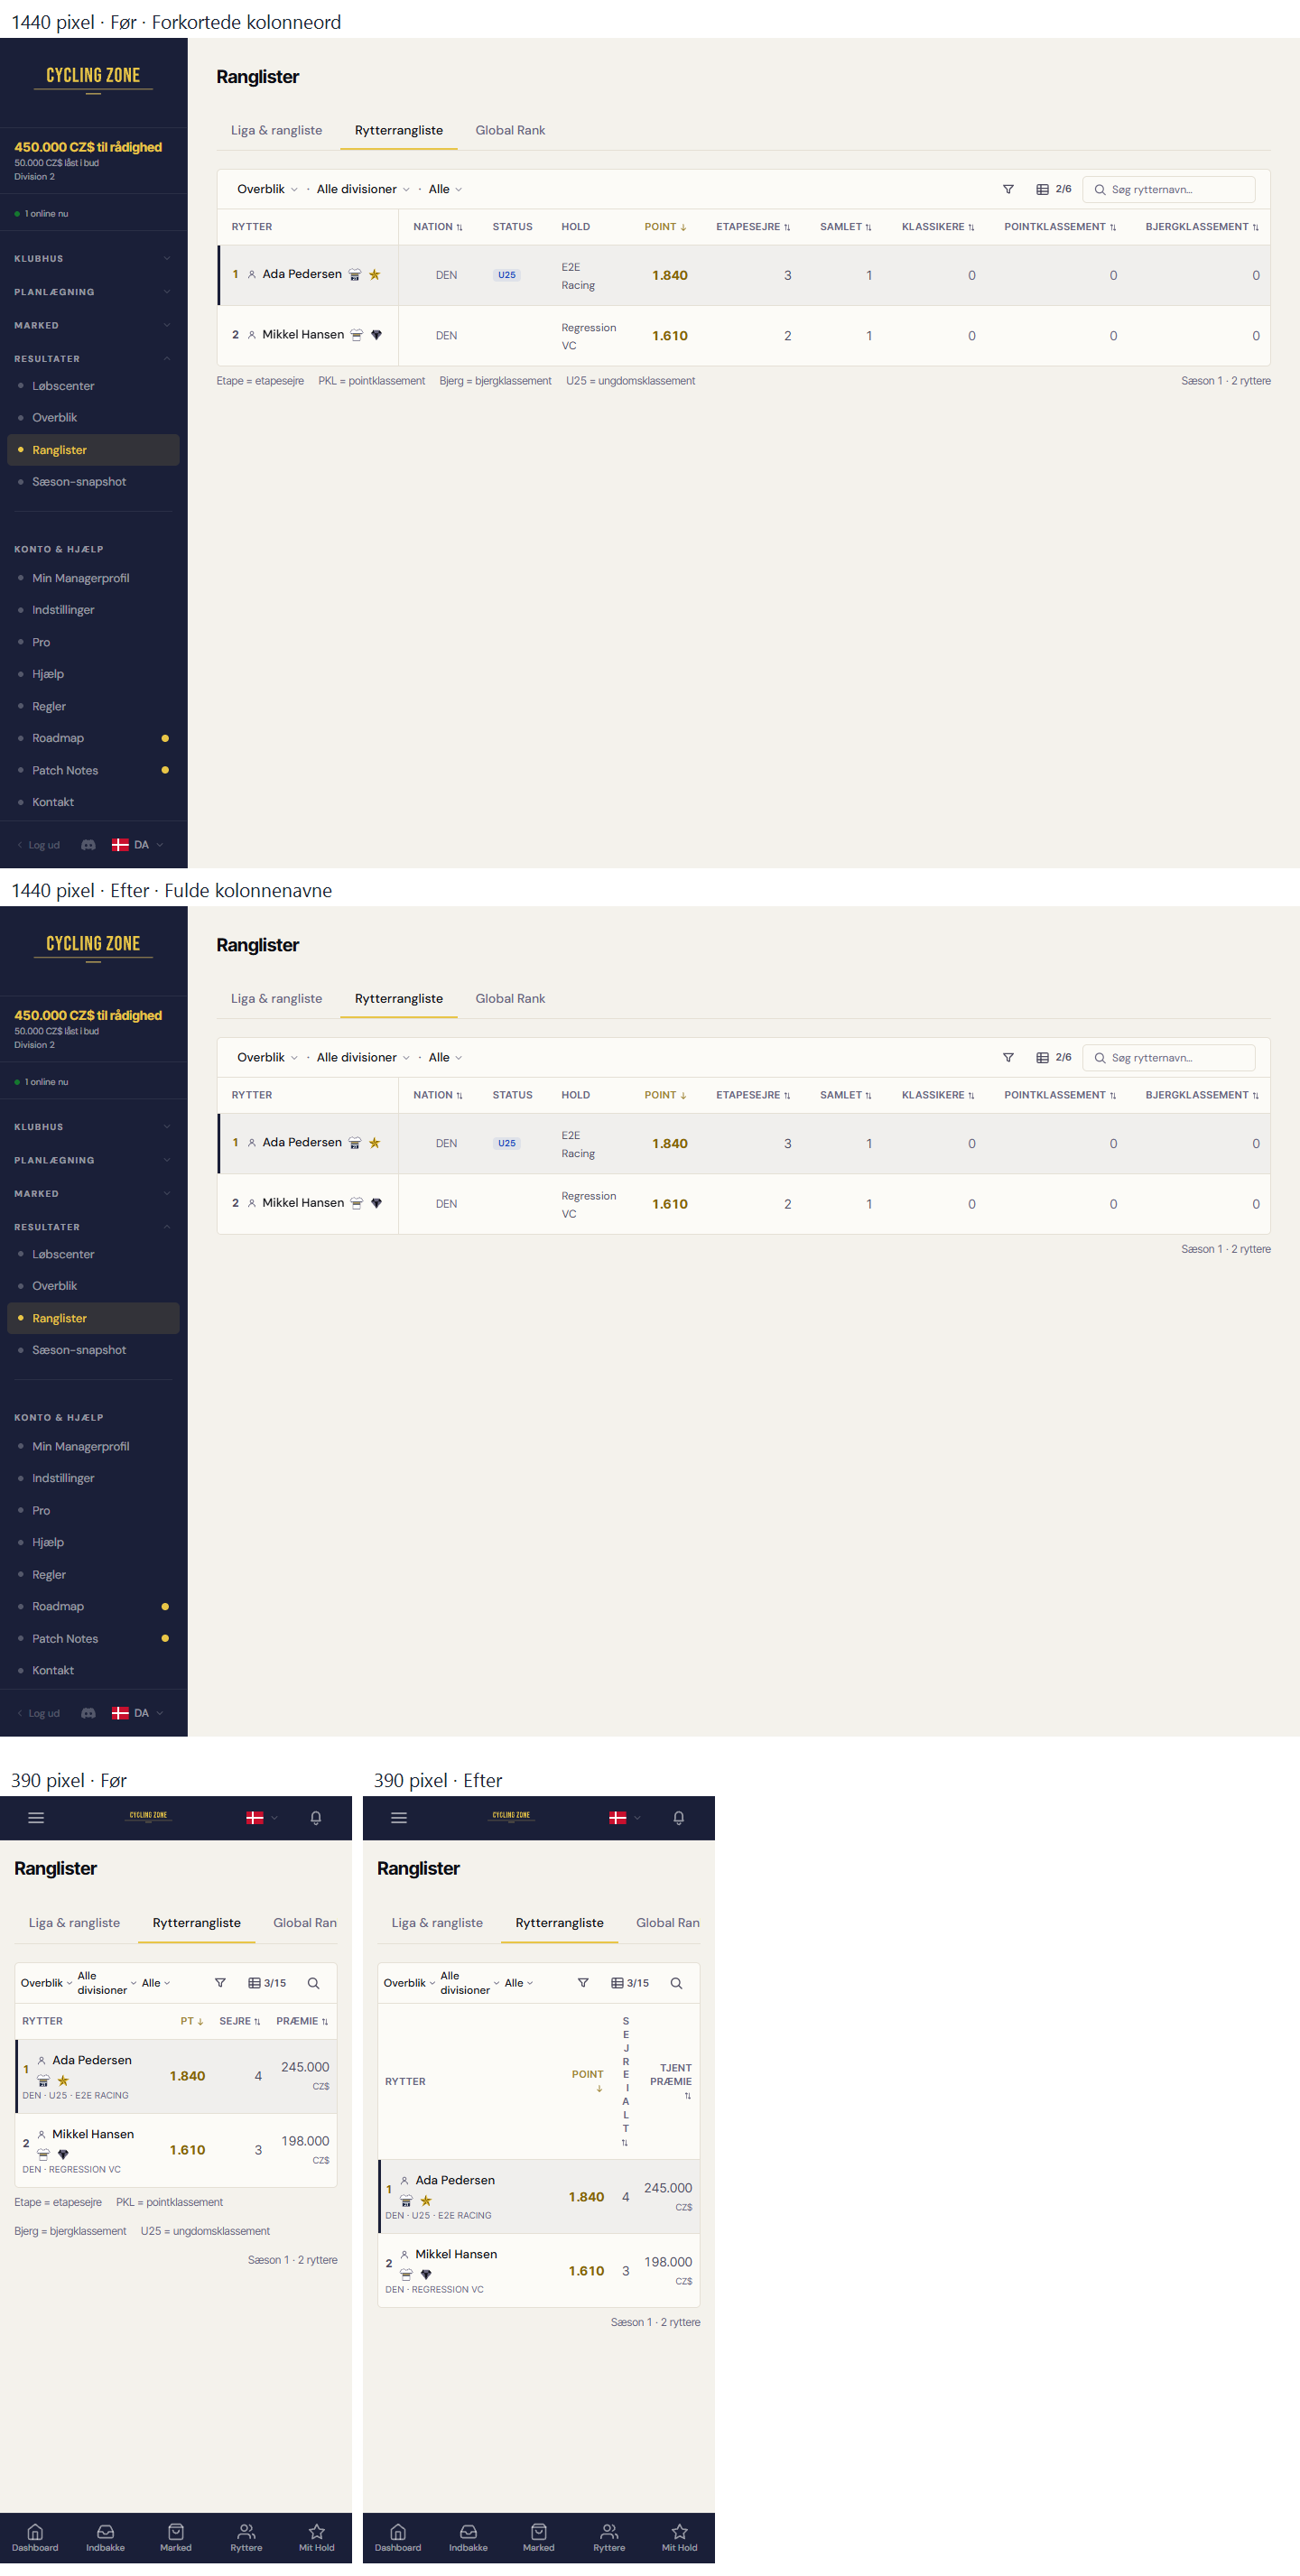 1440 pixel · Før · Forkortede kolonneord
CYCLING ZONE
450.000 CZ$ til rådighed
50.000 CZ$ låst i bud
Division 2
1 online nu
KLUBHUS
PLANLÆGNING
MARKED
RESULTATER
Løbscenter
Overblik
Ranglister
Sæson-snapshot
KONTO & HJÆLP
Min Managerprofil
Indstillinger
Pro
Hjælp
Regler
Roadmap
Patch Notes
Kontakt
Log ud DA
Ranglister
Liga & rangliste Rytterrangliste Global Rank
Overblik · Alle divisioner · Alle 2/6 Søg rytternavn...
RYTTER NATION ⇅ STATUS HOLD POINT ↓ ETAPESEJRE ⇅ SAMLET ⇅ KLASSIKERE ⇅ POINTKLASSEMENT ⇅ BJERGKLASSEMENT ⇅
1 Ada Pedersen DEN U25 E2E Racing 1.840 3 1 0 0 0
2 Mikkel Hansen DEN Regression VC 1.610 2 1 0 0 0
Etape = etapesejre PKL = pointklassement Bjerg = bjergklassement U25 = ungdomsklassement Sæson 1 · 2 ryttere
1440 pixel · Efter · Fulde kolonnenavne
CYCLING ZONE
450.000 CZ$ til rådighed
50.000 CZ$ låst i bud
Division 2
1 online nu
KLUBHUS
PLANLÆGNING
MARKED
RESULTATER
Løbscenter
Overblik
Ranglister
Sæson-snapshot
KONTO & HJÆLP
Min Managerprofil
Indstillinger
Pro
Hjælp
Regler
Roadmap
Patch Notes
Kontakt
Log ud DA
Ranglister
Liga & rangliste Rytterrangliste Global Rank
Overblik · Alle divisioner · Alle 2/6 Søg rytternavn...
RYTTER NATION ⇅ STATUS HOLD POINT ↓ ETAPESEJRE ⇅ SAMLET ⇅ KLASSIKERE ⇅ POINTKLASSEMENT ⇅ BJERGKLASSEMENT ⇅
1 Ada Pedersen DEN U25 E2E Racing 1.840 3 1 0 0 0
2 Mikkel Hansen DEN Regression VC 1.610 2 1 0 0 0
Sæson 1 · 2 ryttere
390 pixel · Før
CYCLING ZONE
Ranglister
Liga & rangliste Rytterrangliste Global Ran
Overblik Alle divisioner Alle 3/15
RYTTER PT ↓ SEJRE ⇅ PRÆMIE ⇅
1 Ada Pedersen 1.840 4 245.000 CZ$
DEN · U25 · E2E RACING
2 Mikkel Hansen 1.610 3 198.000 CZ$
DEN · REGRESSION VC
Etape = etapesejre PKL = pointklassement
Bjerg = bjergklassement U25 = ungdomsklassement
Sæson 1 · 2 ryttere
Dashboard Indbakke Marked Ryttere Mit Hold
390 pixel · Efter
CYCLING ZONE
Ranglister
Liga & rangliste Rytterrangliste Global Ran
Overblik Alle divisioner Alle 3/15
RYTTER POINT ↓ SEJRE I ALT ⇅ TJENT PRÆMIE ⇅
1 Ada Pedersen 1.840 4 245.000 CZ$
DEN · U25 · E2E RACING
2 Mikkel Hansen 1.610 3 198.000 CZ$
DEN · REGRESSION VC
Sæson 1 · 2 ryttere
Dashboard Indbakke Marked Ryttere Mit Hold